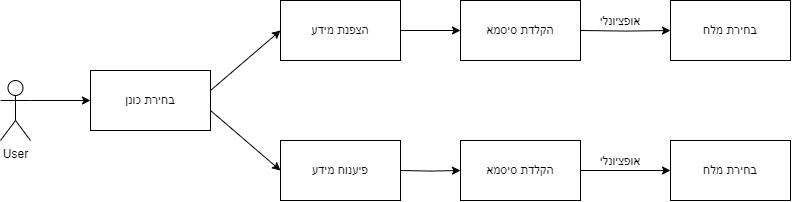 User
בחירת כונן
הצפנת מידע
הקלדת סיסמא
אופציונלי
בחירת מלח
פיענוח מידע
הקלדת סיסמא
אופציונלי
בחירת מלח